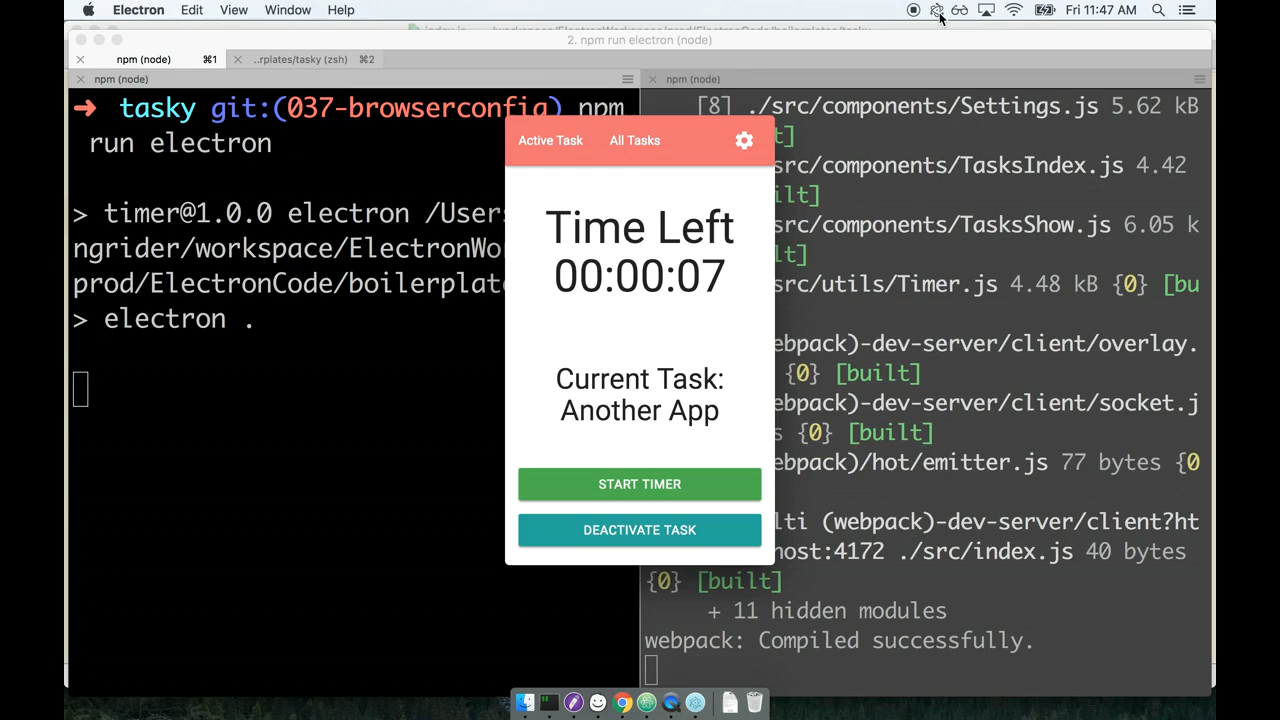 Electron Edit View Window Help Fri 11:47 AM
2. npm run electron (node)
npm (node) ⌘1 ..rplates/tasky (zsh) ⌘2
npm (node) npm (node)
➜ tasky git:(037-browserconfig) npm
run electron
> timer@1.0.0 electron /Users
ngrider/workspace/ElectronWo
prod/ElectronCode/boilerplat
> electron .
Active Task All Tasks
Time Left
00:00:07
Current Task:
Another App
START TIMER
DEACTIVATE TASK
[8] ./src/components/Settings.js 5.62 kB
t]
src/components/TasksIndex.js 4.42
ilt]
src/components/TasksShow.js 6.05 k
t]
src/utils/Timer.js 4.48 kB {0} [bu
ebpack)-dev-server/client/overlay.
{0} [built]
ebpack)-dev-server/client/socket.j
s {0} [built]
ebpack)/hot/emitter.js 77 bytes {0
lti (webpack)-dev-server/client?ht
host:4172 ./src/index.js 40 bytes
{0} [built]
+ 11 hidden modules
webpack: Compiled successfully.